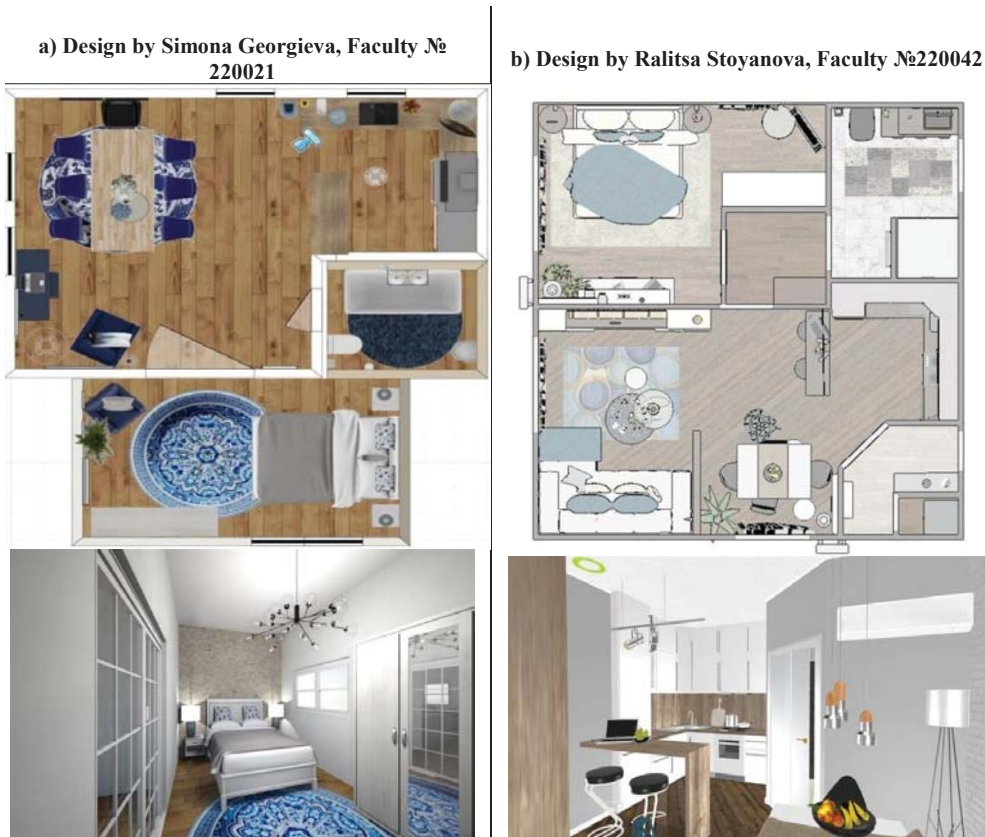 a) Design by Simona Georgieva, Faculty №
220021
b) Design by Ralitsa Stoyanova, Faculty №220042